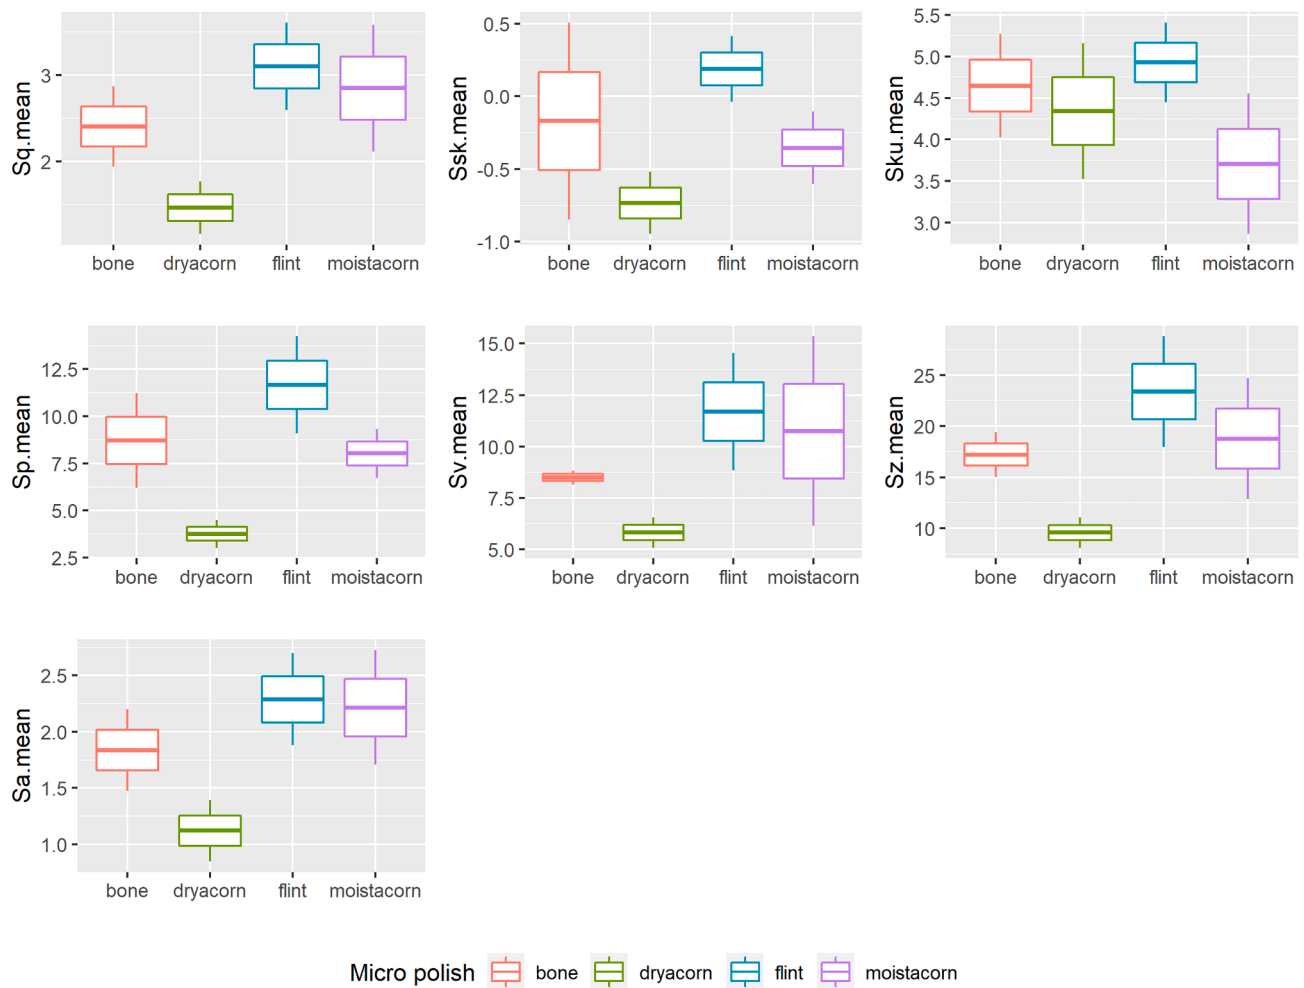 Sq.mean
3
2
bone dryacorn flint moistacorn
Ssk.mean
0.5
0.0
-0.5
-1.0
bone dryacorn flint moistacorn
Sku.mean
5.5
5.0
4.5
4.0
3.5
3.0
bone dryacorn flint moistacorn
Sp.mean
12.5
10.0
7.5
5.0
2.5
bone dryacorn flint moistacorn
Sv.mean
15.0
12.5
10.0
7.5
5.0
bone dryacorn flint moistacorn
Sz.mean
25
20
15
10
bone dryacorn flint moistacorn
Sa.mean
2.5
2.0
1.5
1.0
bone dryacorn flint moistacorn
Micro polish bone dryacorn flint moistacorn